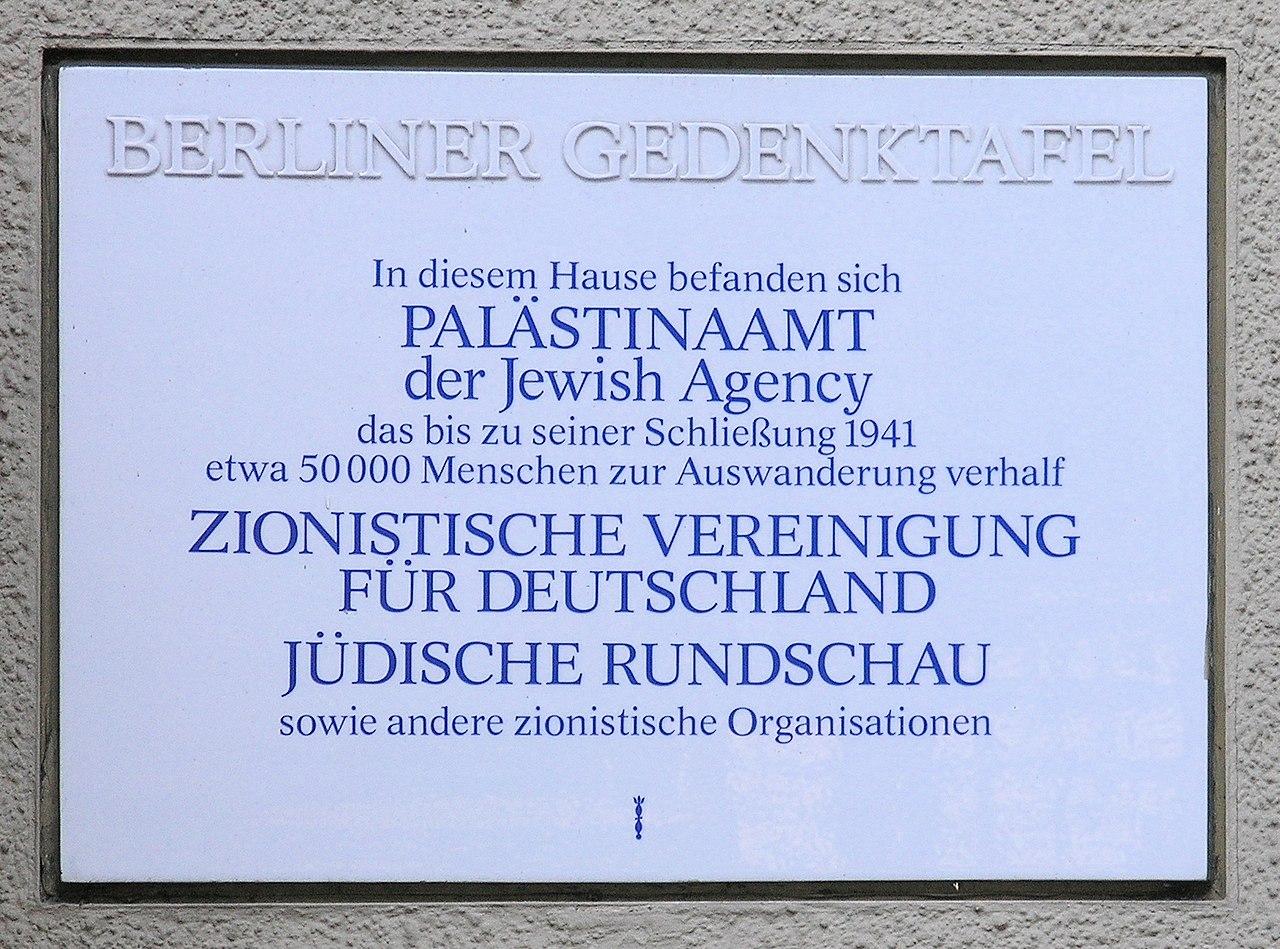 BERLINER GEDENKTAFEL
In diesem Hause befanden sich
PALÄSTINAAMT
der Jewish Agency
das bis zu seiner Schließung 1941
etwa 50 000 Menschen zur Auswanderung verhalf
ZIONISTISCHE VEREINIGUNG
FÜR DEUTSCHLAND
JÜDISCHE RUNDSCHAU
sowie andere zionistische Organisationen